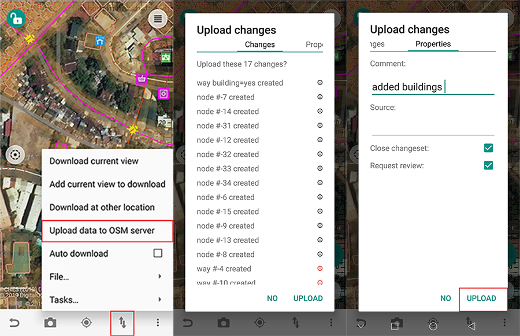 Download current view
Add current view to download
Download at other location
Upload data to OSM server
Auto download
File...
Tasks...
Upload changes
Changes
Prope
Upload these 17 changes?
way building=yes created
node #-7 created
node #-14 created
node #-31 created
node #-12 created
node #-32 created
node #-33 created
node #-34 created
node #-6 created
node #-15 created
node #-9 created
node #-13 created
node #-8 created
way #-4 created
way #-10 created
NO UPLOAD
Upload changes
nges
Properties
Comment:
added buildings
Source:
Close changeset:
Request review:
NO UPLOAD